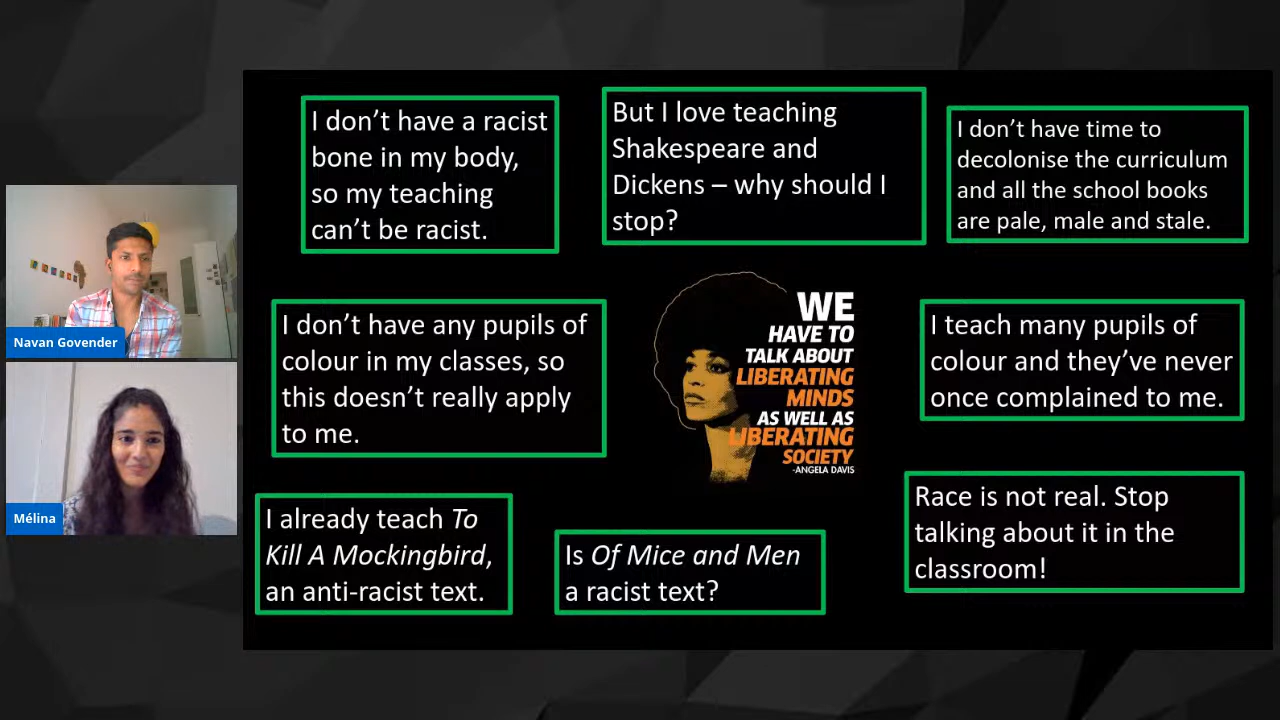 I don’t have a racist
bone in my body,
so my teaching
can’t be racist.
But I love teaching
Shakespeare and
Dickens – why should I
stop?
I don’t have time to
decolonise the curriculum
and all the school books
are pale, male and stale.
Navan Govender
I don’t have any pupils of
colour in my classes, so
this doesn’t really apply
to me.
WE
HAVE TO
TALK ABOUT
LIBERATING
MINDS
AS WELL AS
LIBERATING
SOCIETY
-ANGELA DAVIS
I teach many pupils of
colour and they’ve never
once complained to me.
Mélina
I already teach To
Kill A Mockingbird,
an anti-racist text.
Is Of Mice and Men
a racist text?
Race is not real. Stop
talking about it in the
classroom!